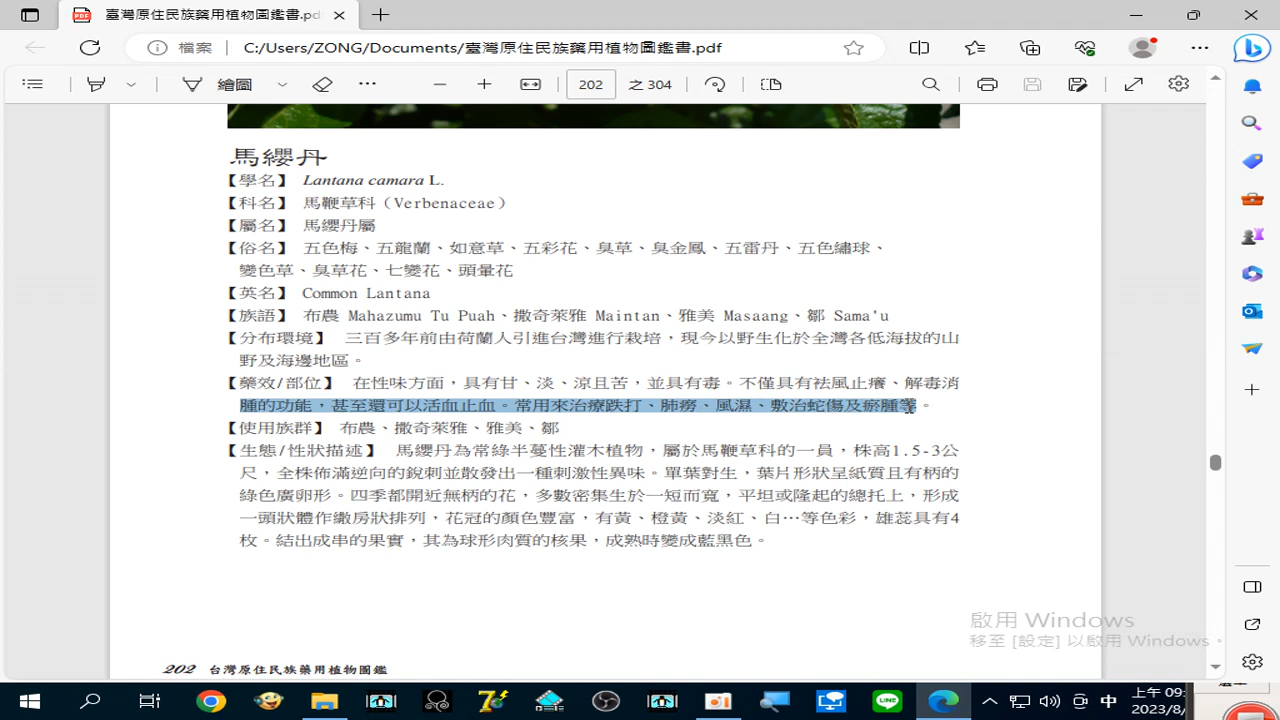 臺灣原住民族藥用植物圖鑑書.pdf
檔案 C:/Users/ZONG/Documents/臺灣原住民族藥用植物圖鑑書.pdf
繪圖 202 之 304
馬纓丹
【學名】 Lantana camara L.
【科名】 馬鞭草科（Verbenaceae）
【屬名】 馬纓丹屬
【俗名】 五色梅、五龍蘭、如意草、五彩花、臭草、臭金鳳、五雷丹、五色繡球、
變色草、臭草花、七變花、頭暈花
【英名】 Common Lantana
【族語】 布農 Mahazumu Tu Puah、撒奇萊雅 Maintan、雅美 Masaang、鄒 Sama'u
【分布環境】 三百多年前由荷蘭人引進台灣進行栽培，現今以野生化於全灣各低海拔的山
野及海邊地區。
【藥效/部位】 在性味方面，具有甘、淡、涼且苦，並具有毒。不僅具有袪風止癢、解毒消
腫的功能，甚至還可以活血止血。常用來治療跌打、肺癆、風濕、敷治蛇傷及瘀腫等。
【使用族群】 布農、撒奇萊雅、雅美、鄒
【生態/性狀描述】 馬纓丹為常綠半蔓性灌木植物，屬於馬鞭草科的一員，株高1.5-3公
尺，全株佈滿逆向的銳刺並散發出一種刺激性異味。單葉對生，葉片形狀呈紙質且有柄的
綠色廣卵形。四季都開近無柄的花，多數密集生於一短而寬，平坦或隆起的總托上，形成
一頭狀體作繖房狀排列，花冠的顏色豐富，有黃、橙黃、淡紅、白…等色彩，雄蕊具有4
枚。結出成串的果實，其為球形肉質的核果，成熟時變成藍黑色。
啟用 Windows
移至 [設定] 以啟用 Windows。
202 台灣原住民族藥用植物圖鑑
中
上午 09:
2023/8/